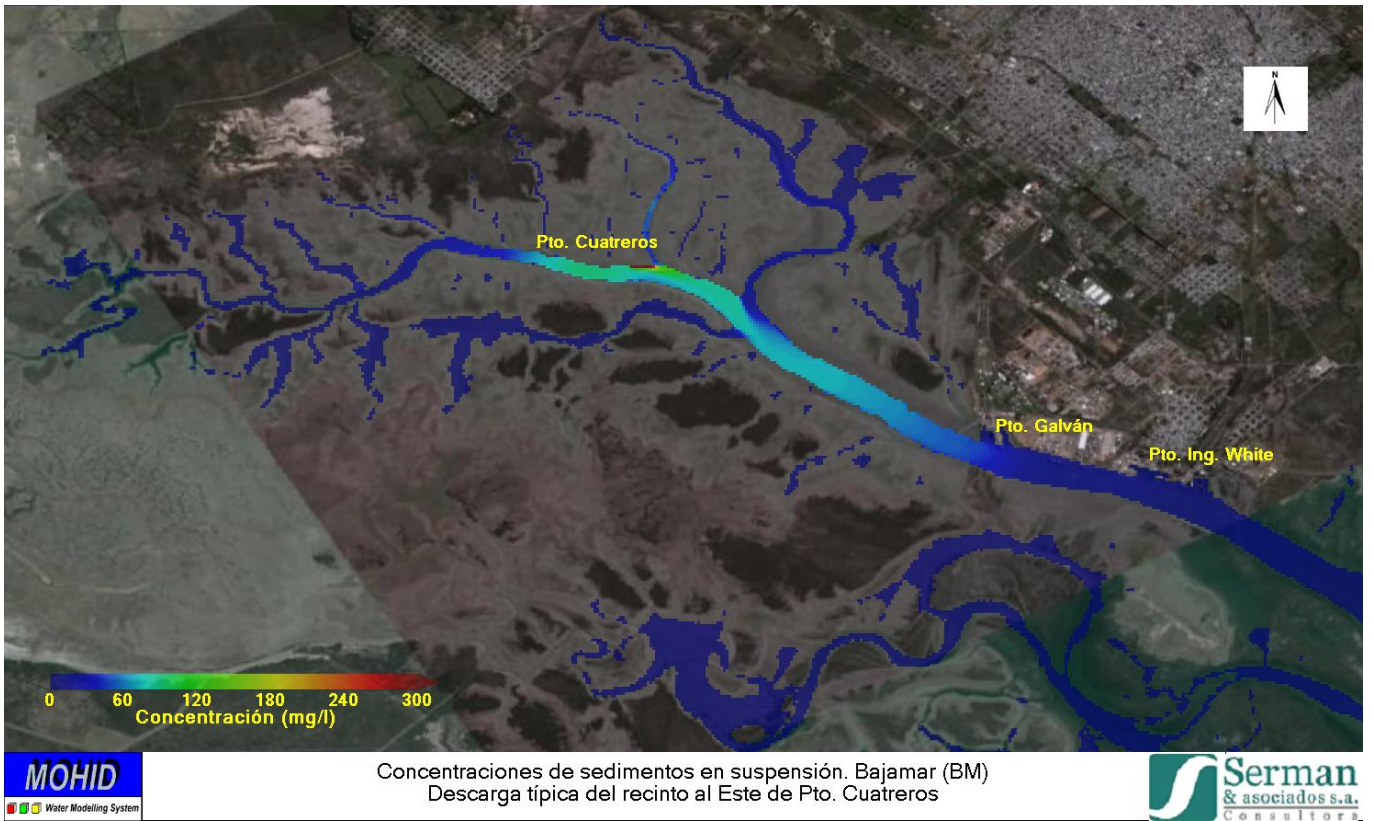 N
Pto. Cuatreros
Pto. Galván
Pto. Ing. White
0 60 120 180 240 300
Concentración (mg/l)
MOHID
Water Modelling System
Concentraciones de sedimentos en suspensión. Bajamar (BM)
Descarga típica del recinto al Este de Pto. Cuatreros
Serman
& asociados s.a.
Consultora